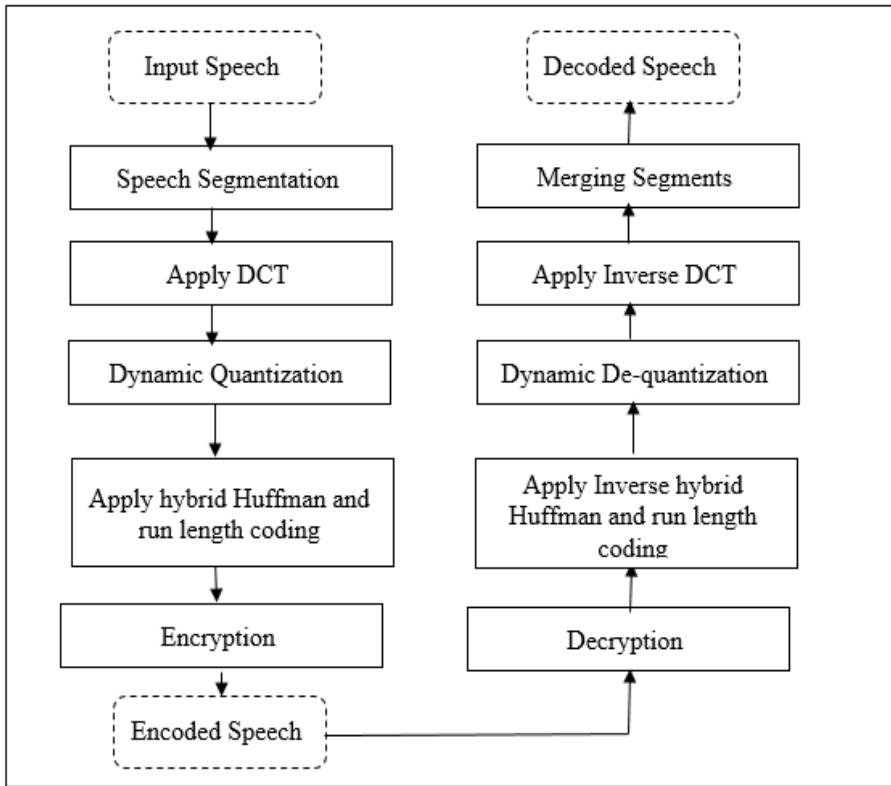 Input Speech
Speech Segmentation
Apply DCT
Dynamic Quantization
Apply hybrid Huffman and
run length coding
Encryption
Encoded Speech
Decoded Speech
Merging Segments
Apply Inverse DCT
Dynamic De-quantization
Apply Inverse hybrid
Huffman and run length
coding
Decryption